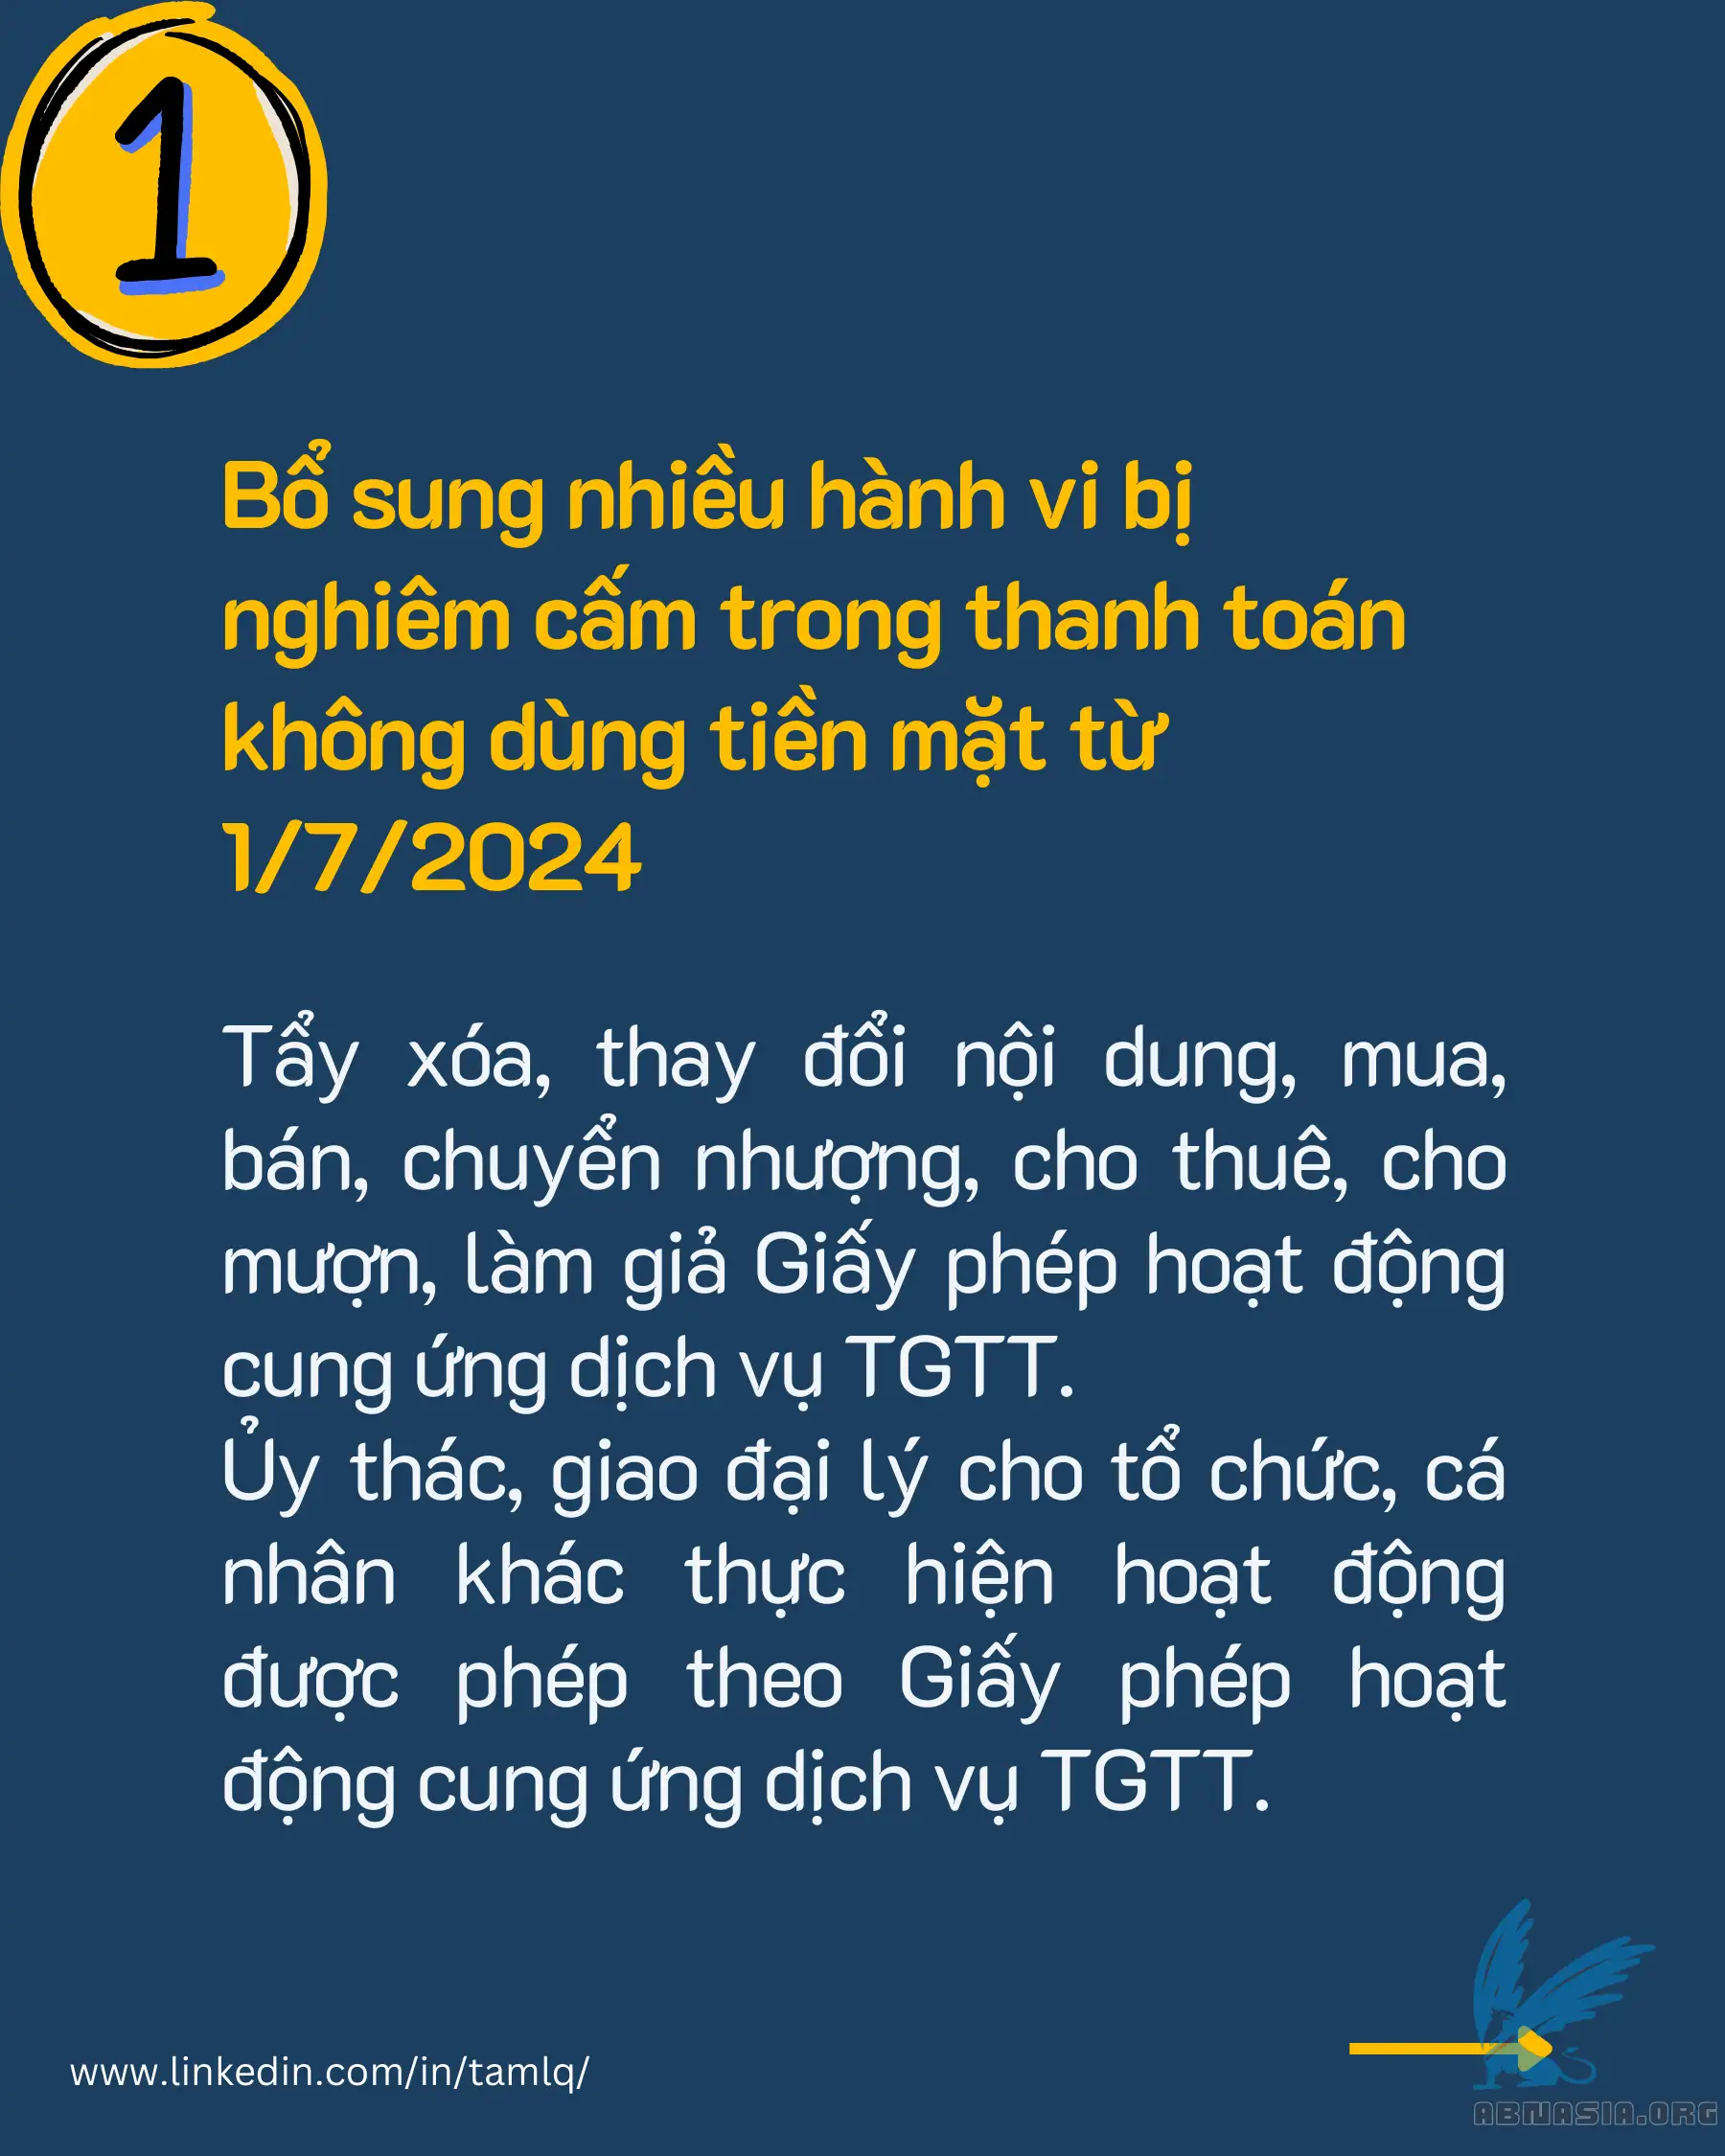 1
Bổ sung nhiều hành vi bị
nghiêm cấm trong thanh toán
không dùng tiền mặt từ
1/7/2024
Tẩy xóa, thay đổi nội dung, mua,
bán, chuyển nhượng, cho thuê, cho
mượn, làm giả Giấy phép hoạt động
cung ứng dịch vụ TGTT.
Ủy thác, giao đại lý cho tổ chức, cá
nhân khác thực hiện hoạt động
được phép theo Giấy phép hoạt
động cung ứng dịch vụ TGTT.
www.linkedin.com/in/tamlq/
ABNASIA.ORG